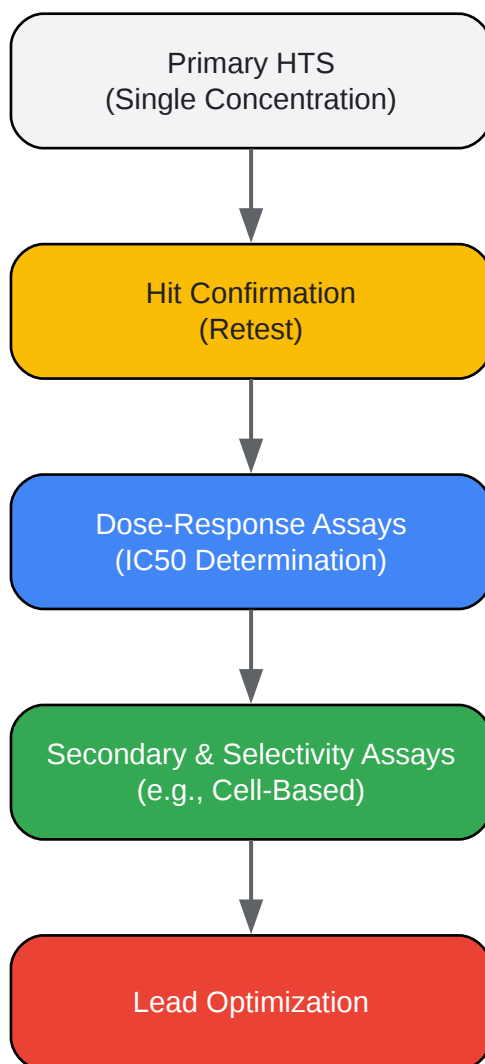 Primary HTS
(Single Concentration)
Hit Confirmation
(Retest)
Dose-Response Assays
(IC50 Determination)
Secondary & Selectivity Assays
(e.g., Cell-Based)
Lead Optimization